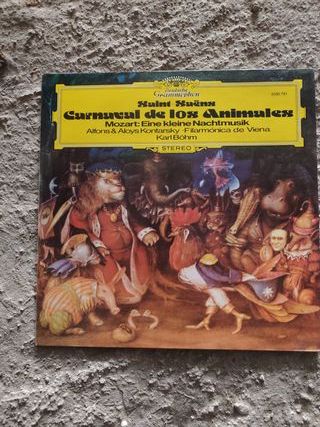 Deutsche
Grammophon
Saint Saëns
Carnaval de los Animales
Mozart: Eine kleine Nachtmusik
Alfons & Aloys Kontarsky · Filarmónica de Viena
Karl Böhm
STEREO